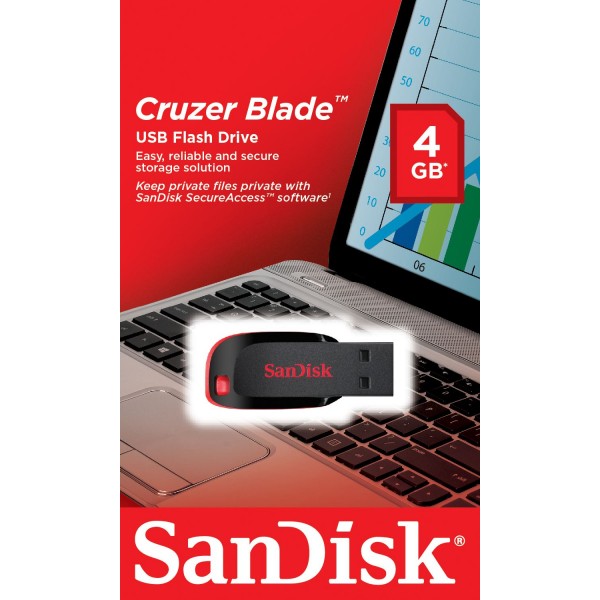 Cruzer Blade™
USB Flash Drive
Easy, reliable and secure
storage solution
Keep private files private with
SanDisk SecureAccess™ software¹
4
GB*
70
60
50
30
20
10
0
06
SanDisk
SanDisk®